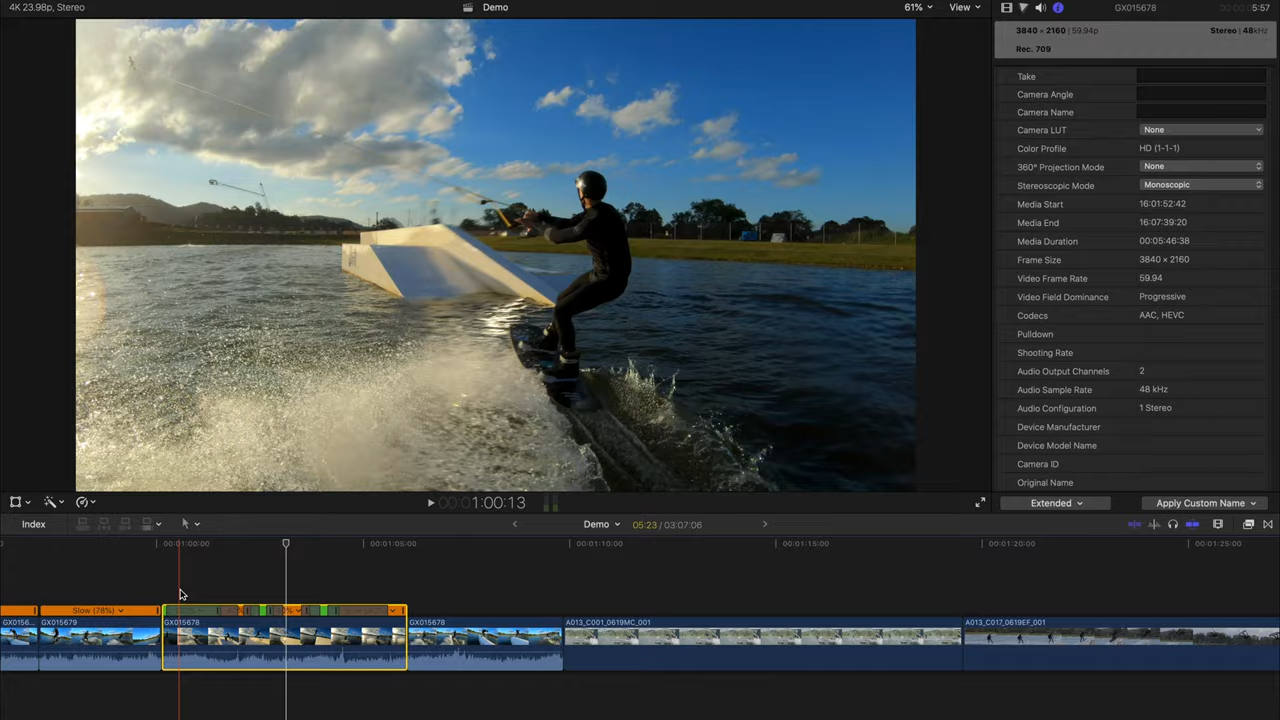 4K 23.98p, Stereo
Demo
61%
View
GX015678
00:00:05:57
3840 × 2160 | 59.94p
Stereo | 48kHz
Rec. 709
Take
Camera Angle
Camera Name
Camera LUT None
Color Profile HD (1-1-1)
360° Projection Mode None
Stereoscopic Mode Monoscopic
Media Start 16:01:52:42
Media End 16:07:39:20
Media Duration 00:05:46:38
Frame Size 3840 × 2160
Video Frame Rate 59.94
Video Field Dominance Progressive
Codecs AAC, HEVC
Pulldown
Shooting Rate
Audio Output Channels 2
Audio Sample Rate 48 kHz
Audio Configuration 1 Stereo
Device Manufacturer
Device Model Name
Camera ID
Original Name
00:01:00:13
Extended
Apply Custom Name
Index
Demo
05:23 / 03:07:06
00:01:00:00
00:01:05:00
00:01:10:00
00:01:15:00
00:01:20:00
00:01:25:00
Slow (78%)
GX0156...
GX015679
GX015678
GX015678
A013_C001_0619MC_001
A013_C017_0619EF_001